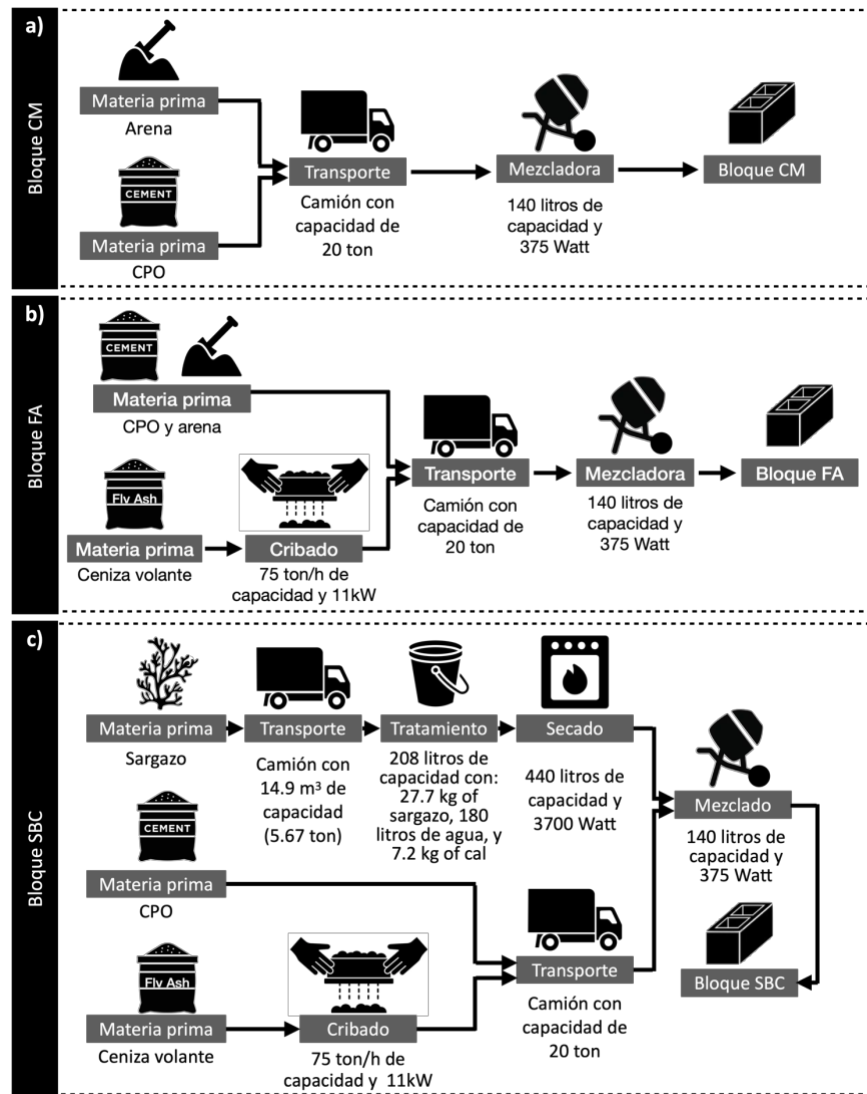 a)
Bloque CM
Materia prima
Arena
CEMENT
Materia prima
CPO
Transporte
Camión con
capacidad de
20 ton
Mezcladora
140 litros de
capacidad y
375 Watt
Bloque CM
b)
Bloque FA
CEMENT
Materia prima
CPO y arena
Fly Ash
Materia prima
Ceniza volante
Cribado
75 ton/h de
capacidad y 11kW
Transporte
Camión con
capacidad de
20 ton
Mezcladora
140 litros de
capacidad y
375 Watt
Bloque FA
c)
Bloque SBC
Materia prima
Sargazo
Transporte
Camión con
14.9 m³ de
capacidad
(5.67 ton)
Tratamiento
208 litros de
capacidad con:
27.7 kg of
sargazo, 180
litros de agua, y
7.2 kg of cal
Secado
440 litros de
capacidad y
3700 Watt
CEMENT
Materia prima
CPO
Fly Ash
Materia prima
Ceniza volante
Cribado
75 ton/h de
capacidad y 11kW
Transporte
Camión con
capacidad de
20 ton
Mezclado
140 litros de
capacidad y
375 Watt
Bloque SBC